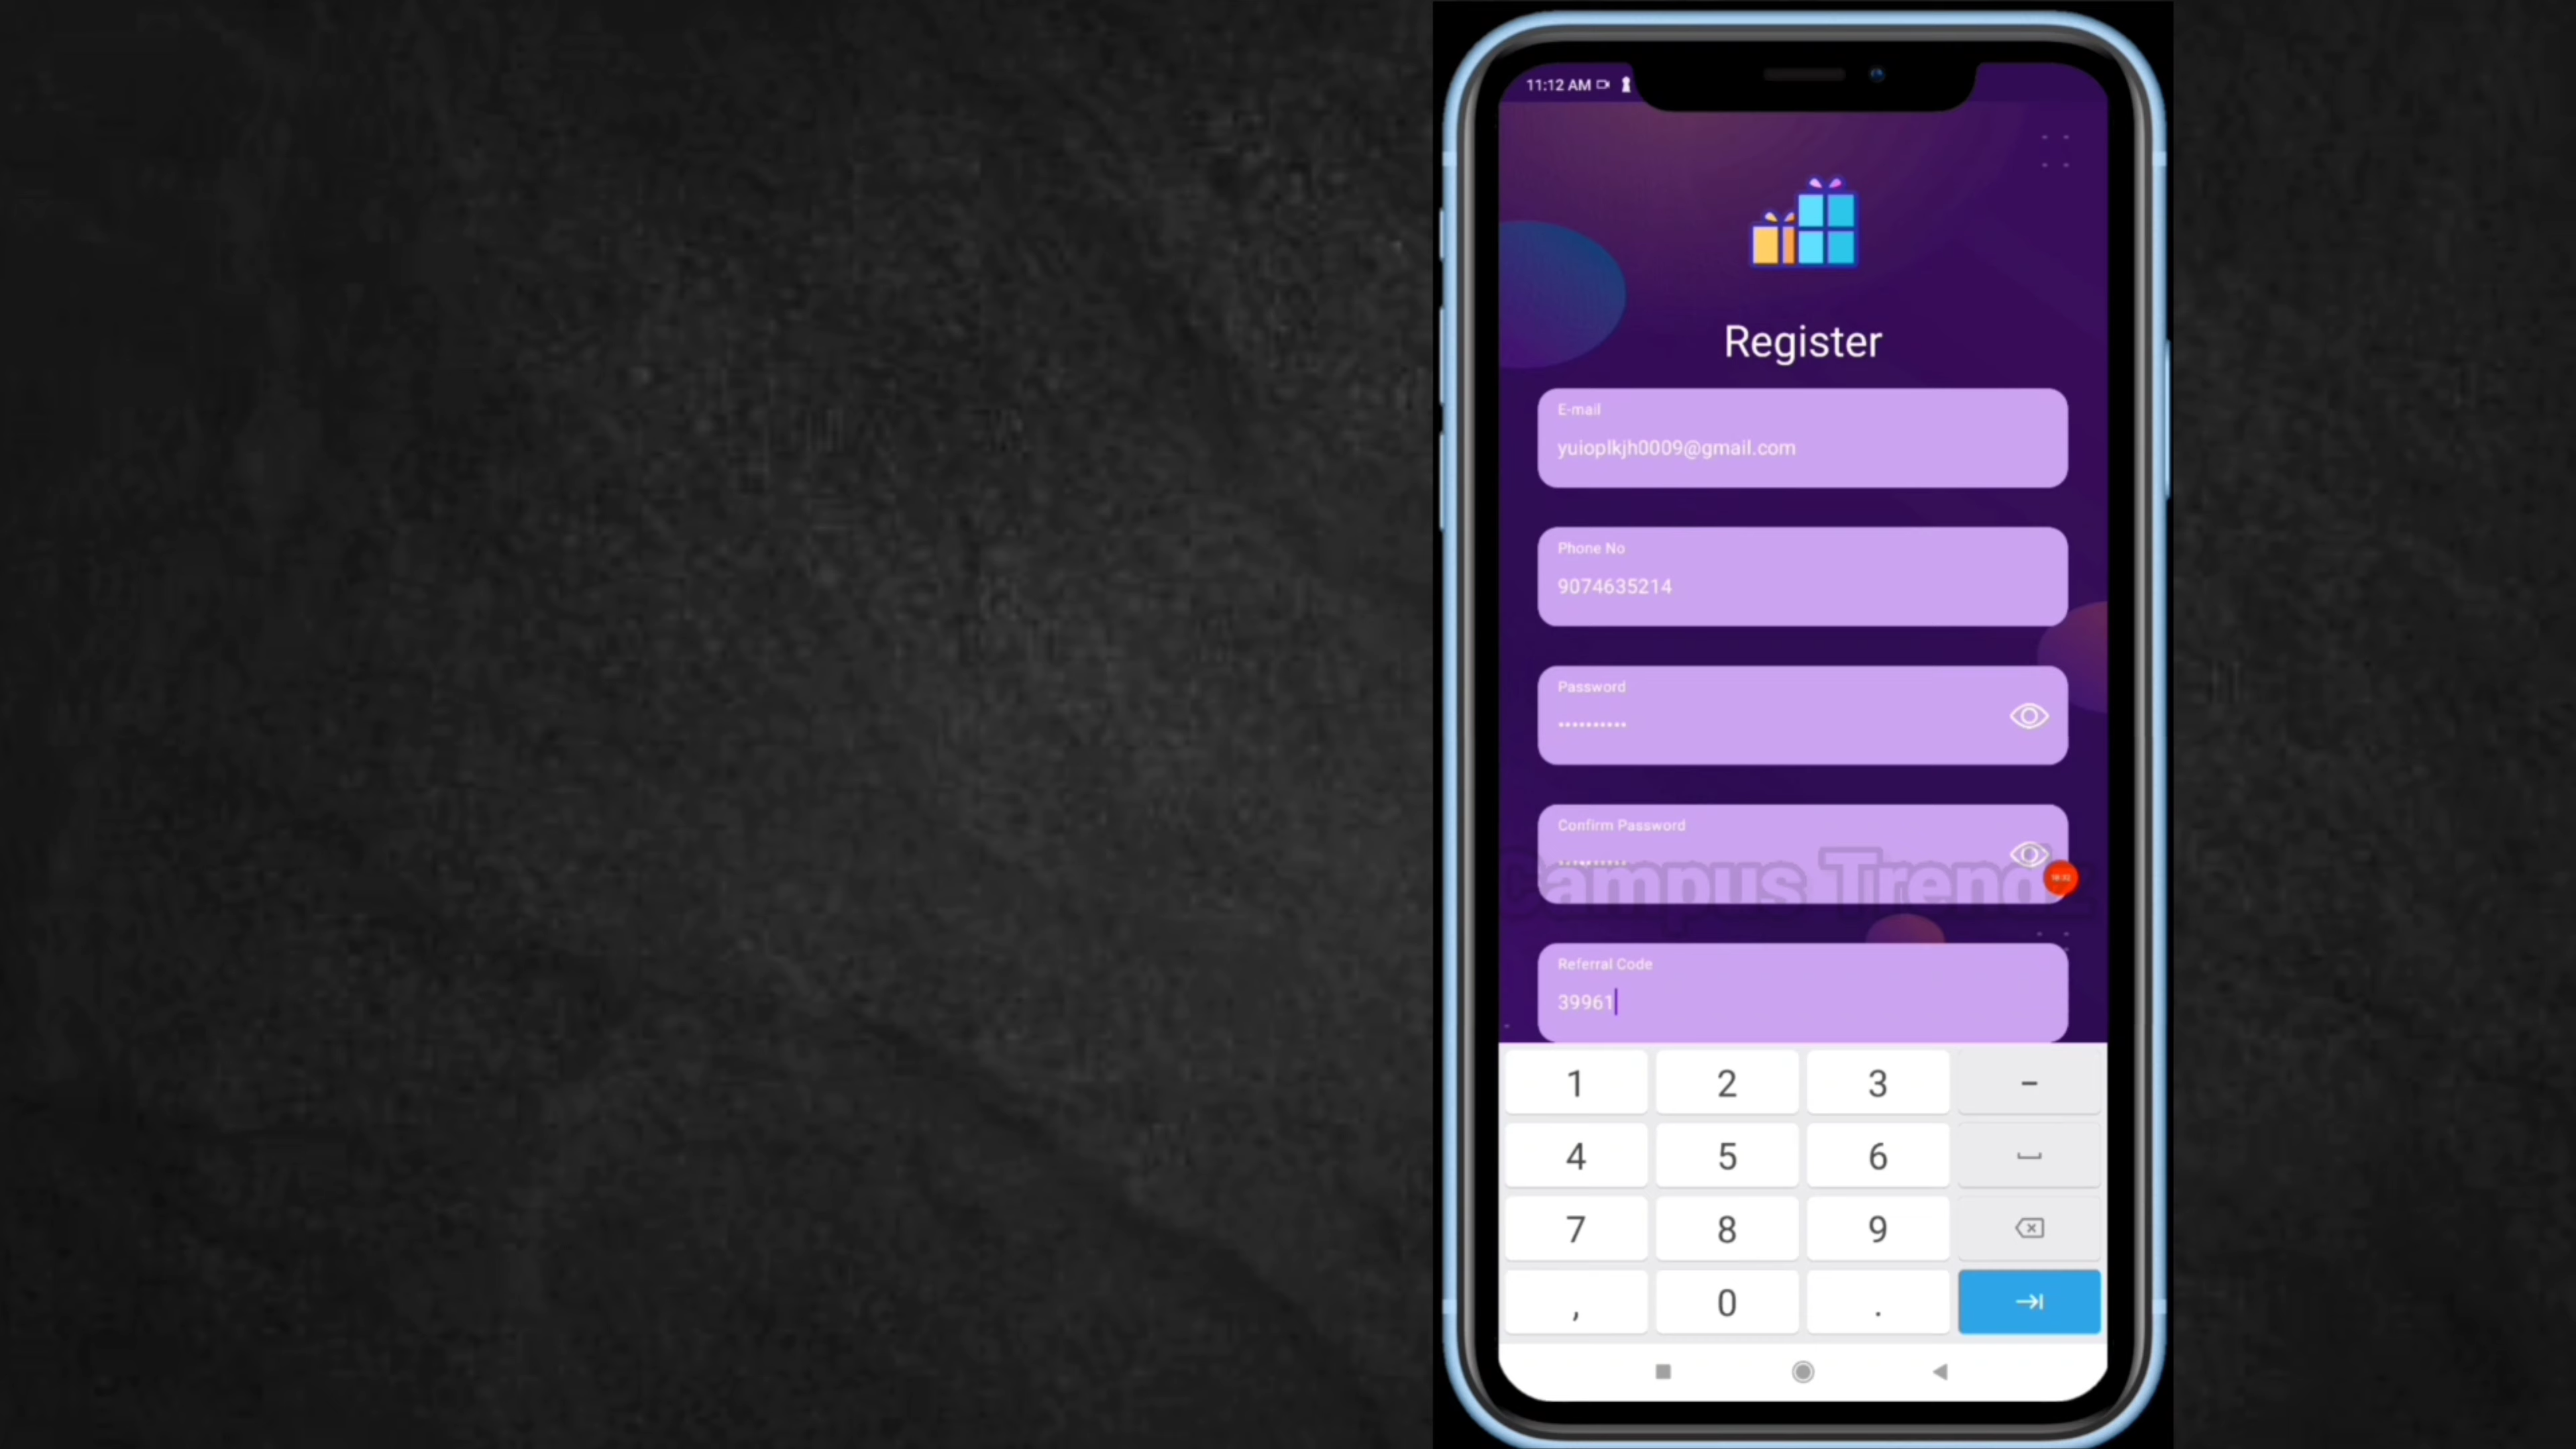 11:12 AM
Register
E-mail
yuioplkjh0009@gmail.com
Phone No
9074635214
Password
••••••••••
Confirm Password
••••••••••
Campus Trendz
Referral Code
39961
1 2 3 -
4 5 6
7 8 9
, 0 .